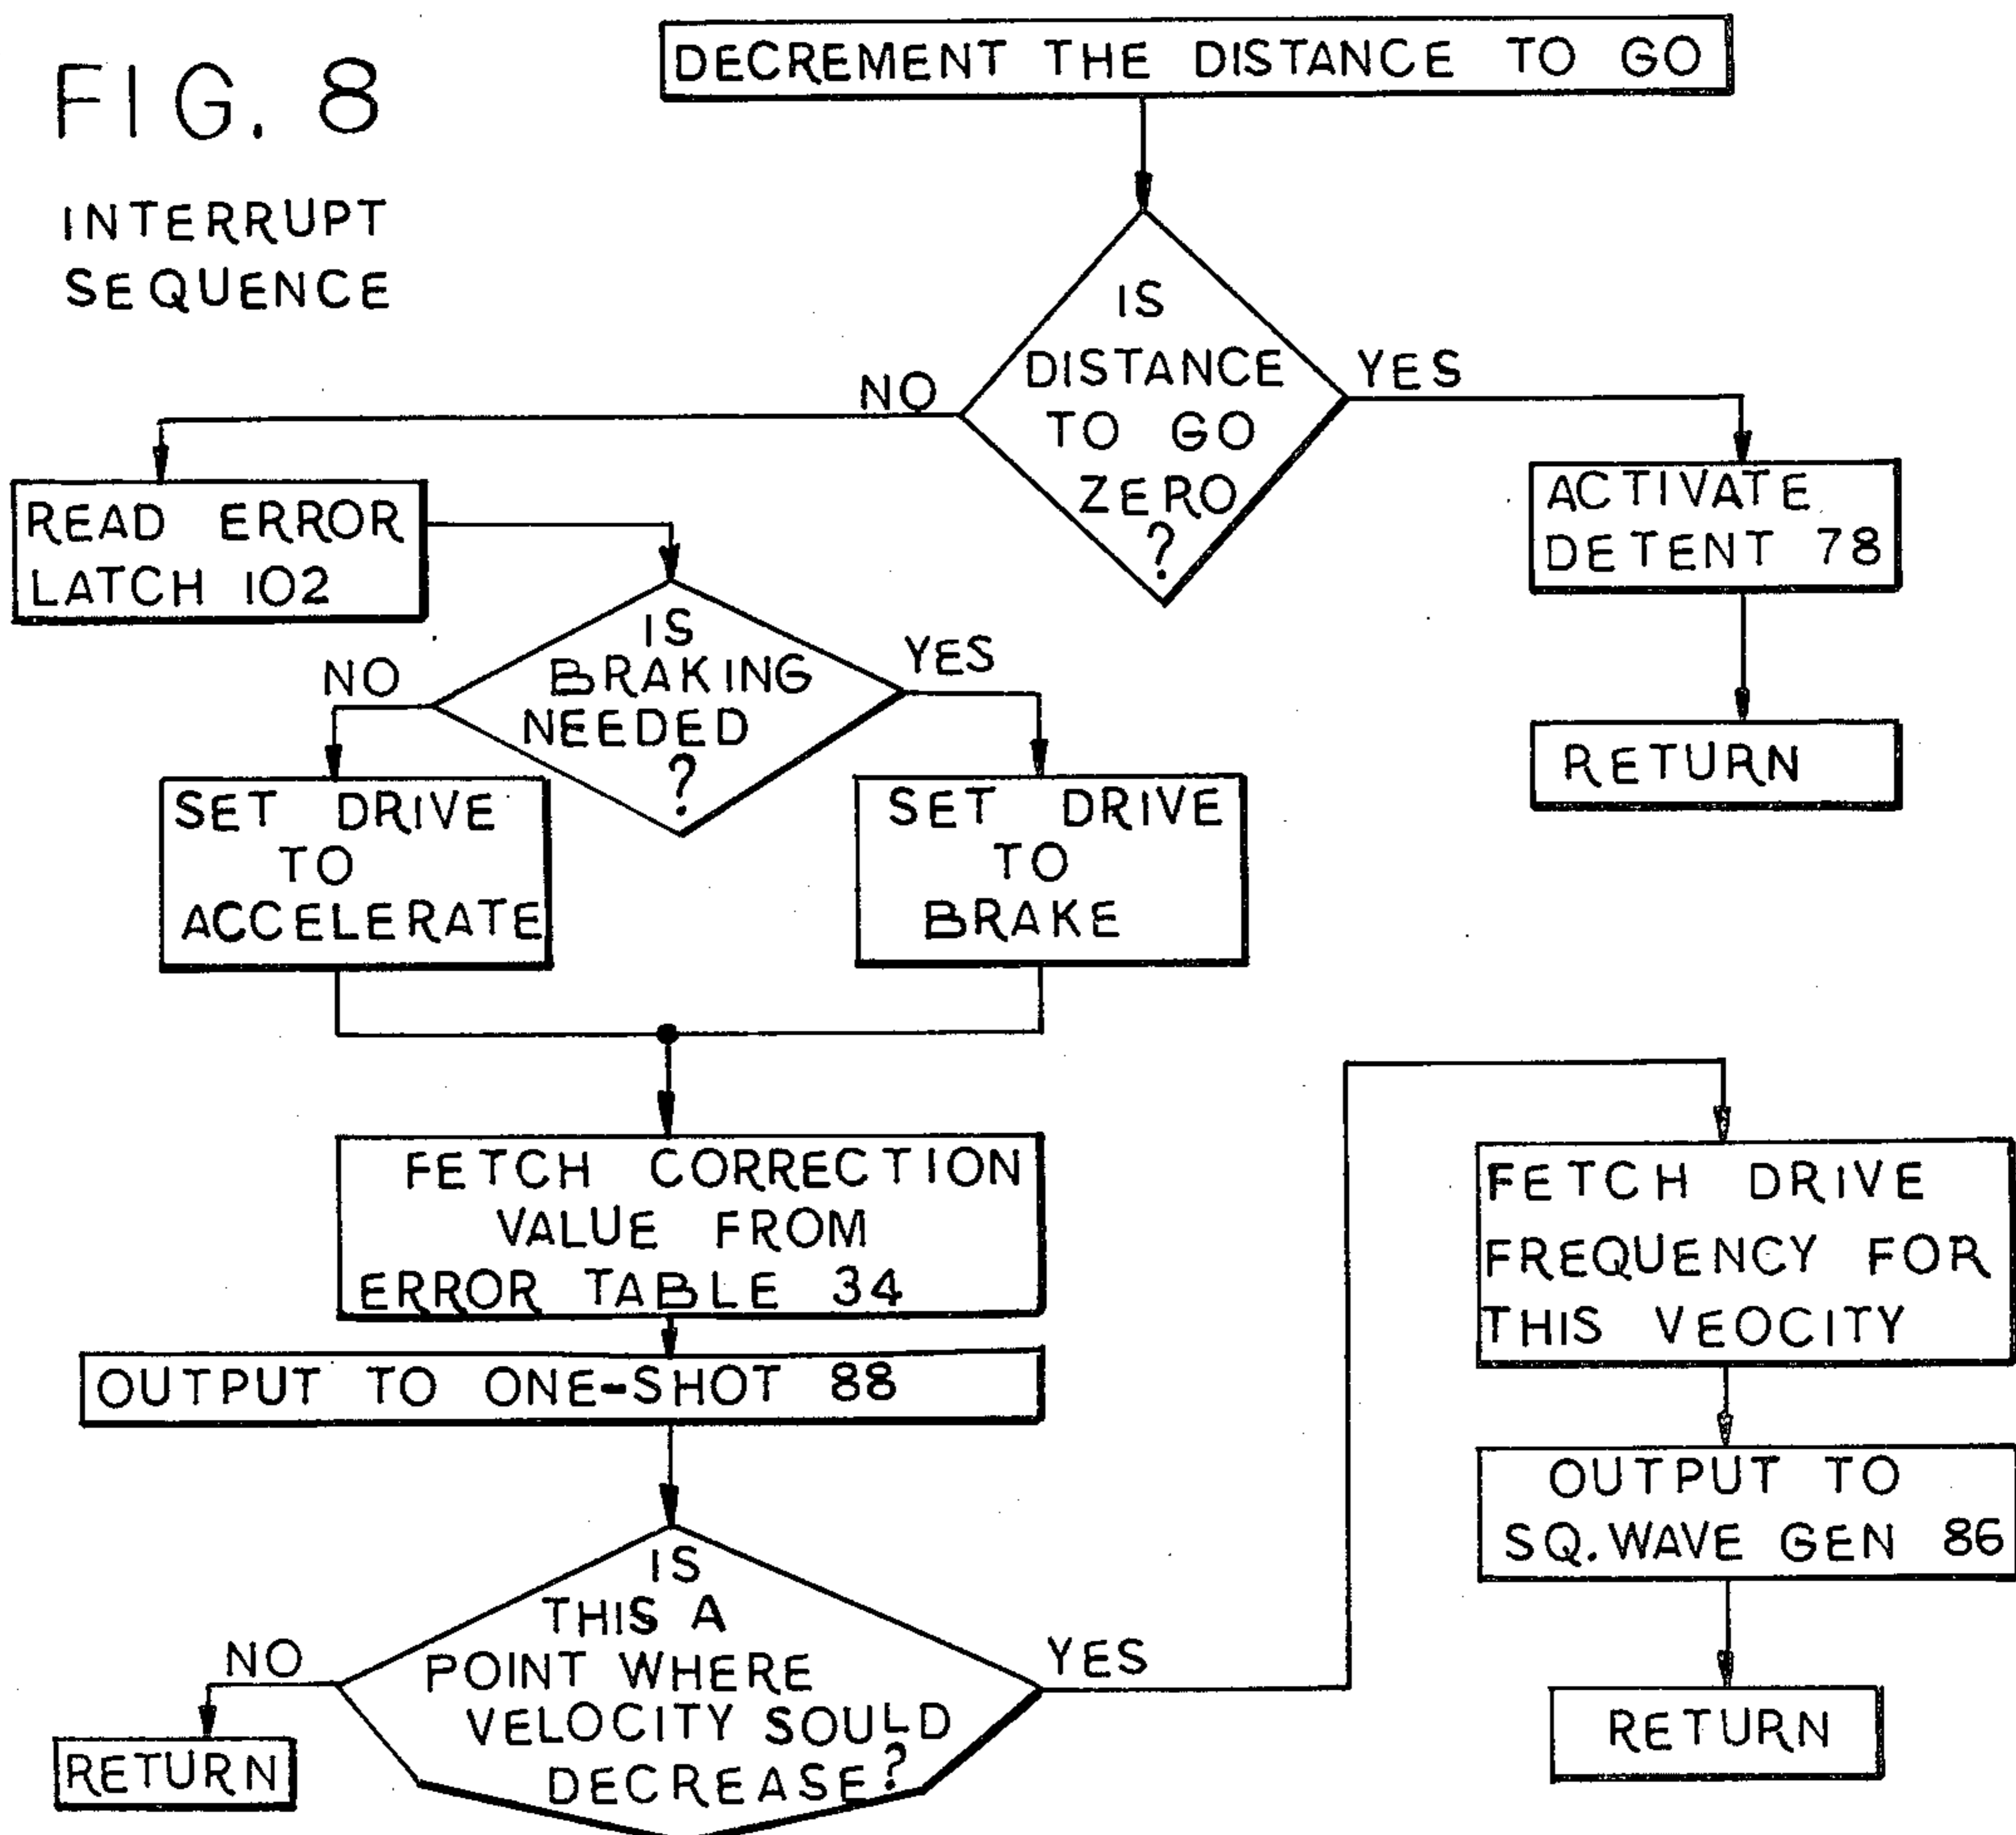 FIG. 8
INTERRUPT
SEQUENCE
DECREMENT THE DISTANCE TO GO
IS
DISTANCE
TO GO
ZERO
?
NO
YES
ACTIVATE
DETENT 78
RETURN
READ ERROR
LATCH 102
IS
BRAKING
NEEDED
?
NO
YES
SET DRIVE
TO
ACCELERATE
SET DRIVE
TO
BRAKE
FETCH CORRECTION
VALUE FROM
ERROR TABLE 34
OUTPUT TO ONE-SHOT 88
IS
THIS A
POINT WHERE
VELOCITY SOULD
DECREASE?
NO
YES
RETURN
FETCH DRIVE
FREQUENCY FOR
THIS VEOCITY
OUTPUT TO
SQ. WAVE GEN 86
RETURN